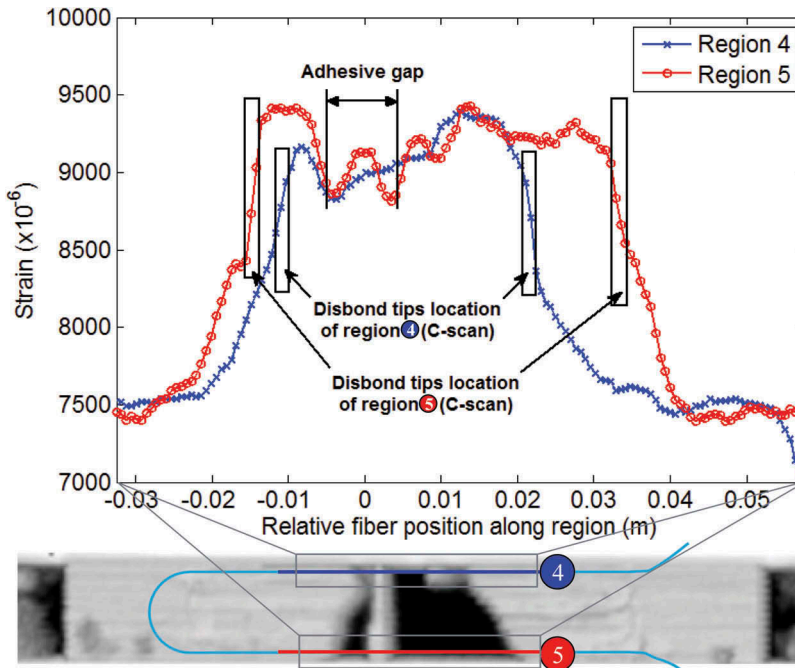 Region 4
Region 5
Adhesive gap
Strain (x10⁻⁶)
10000
9500
9000
8500
8000
7500
7000
Disbond tips location
of region 4 (C-scan)
Disbond tips location
of region 5 (C-scan)
-0.03 -0.02 -0.01 0 0.01 0.02 0.03 0.04 0.05
Relative fiber position along region (m)
4
5